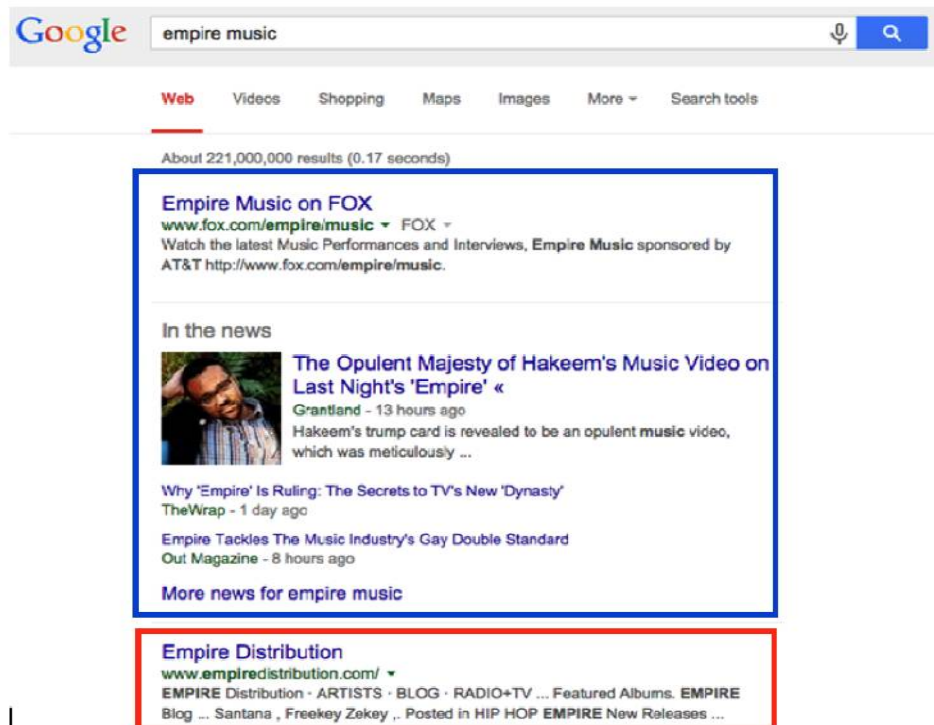 Google
empire music
Web Videos Shopping Maps Images More Search tools
About 221,000,000 results (0.17 seconds)
Empire Music on FOX
www.fox.com/empire/music FOX
Watch the latest Music Performances and Interviews, Empire Music sponsored by
AT&T http://www.fox.com/empire/music.
In the news
The Opulent Majesty of Hakeem's Music Video on
Last Night's 'Empire' «
Grantland - 13 hours ago
Hakeem's trump card is revealed to be an opulent music video,
which was meticulously ...
Why 'Empire' Is Ruling: The Secrets to TV's New 'Dynasty'
TheWrap - 1 day ago
Empire Tackles The Music Industry's Gay Double Standard
Out Magazine - 8 hours ago
More news for empire music
Empire Distribution
www.empiredistribution.com/
EMPIRE Distribution · ARTISTS · BLOG · RADIO+TV ... Featured Albums. EMPIRE
Blog ... Santana , Freekey Zekey ,. Posted in HIP HOP EMPIRE New Releases ...